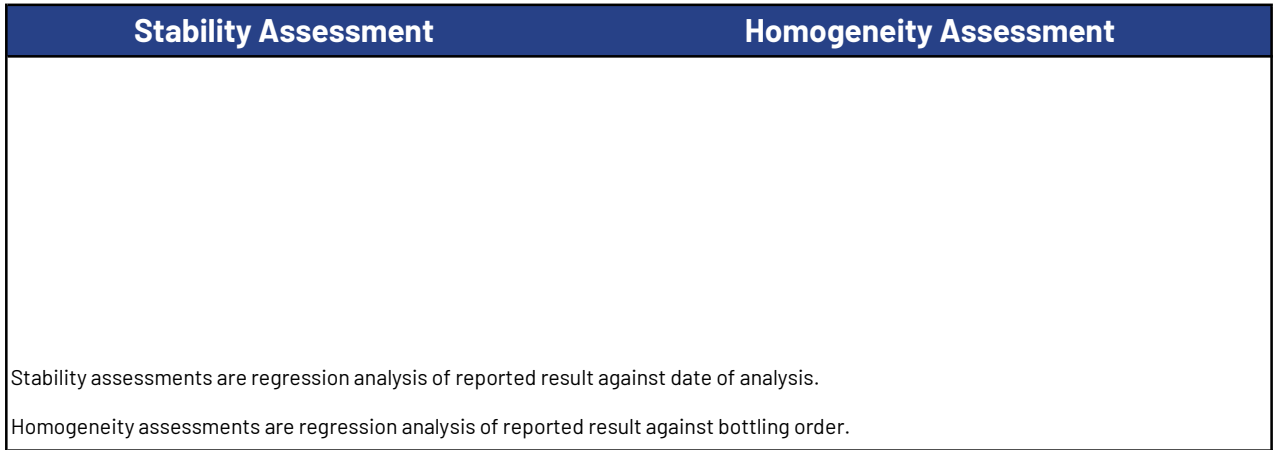 Stability Assessment
Homogeneity Assessment
Stability assessments are regression analysis of reported result against date of analysis.
Homogeneity assessments are regression analysis of reported result against bottling order.